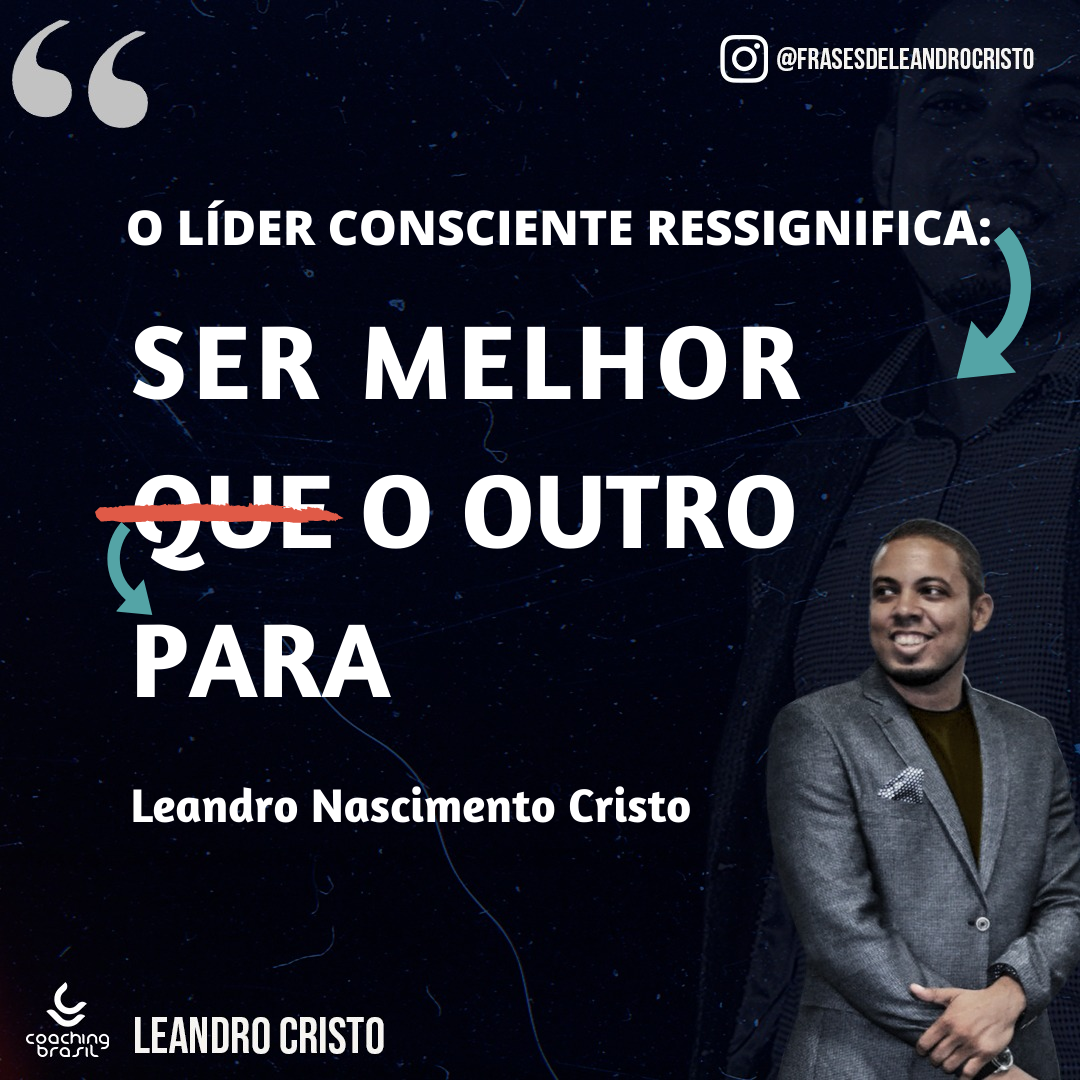 @FRASESDELEANDROCRISTO
O LÍDER CONSCIENTE RESSIGNIFICA:
SER MELHOR
QUE O OUTRO
PARA
Leandro Nascimento Cristo
coaching
brasil
LEANDRO CRISTO